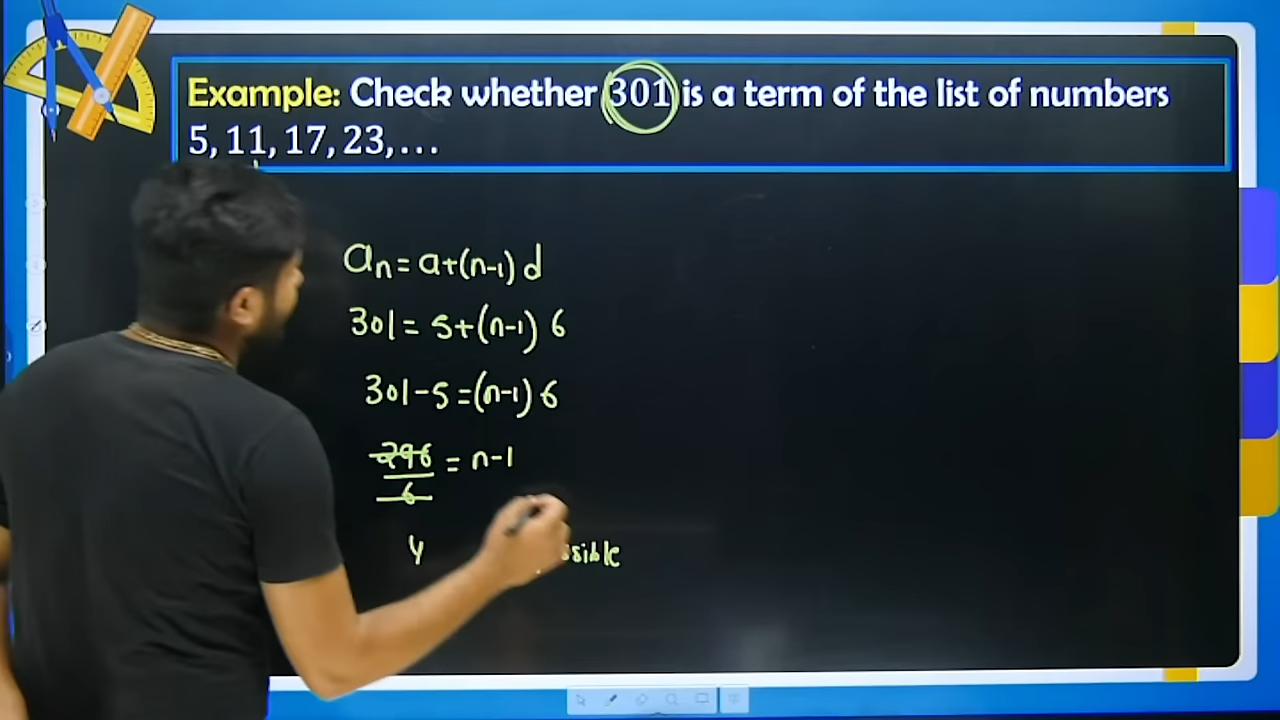 Example: Check whether 301 is a term of the list of numbers
5, 11, 17, 23, ...
an = a+(n-1) d
301 = 5+(n-1) 6
301-5 = (n-1) 6
296/6 = n-1